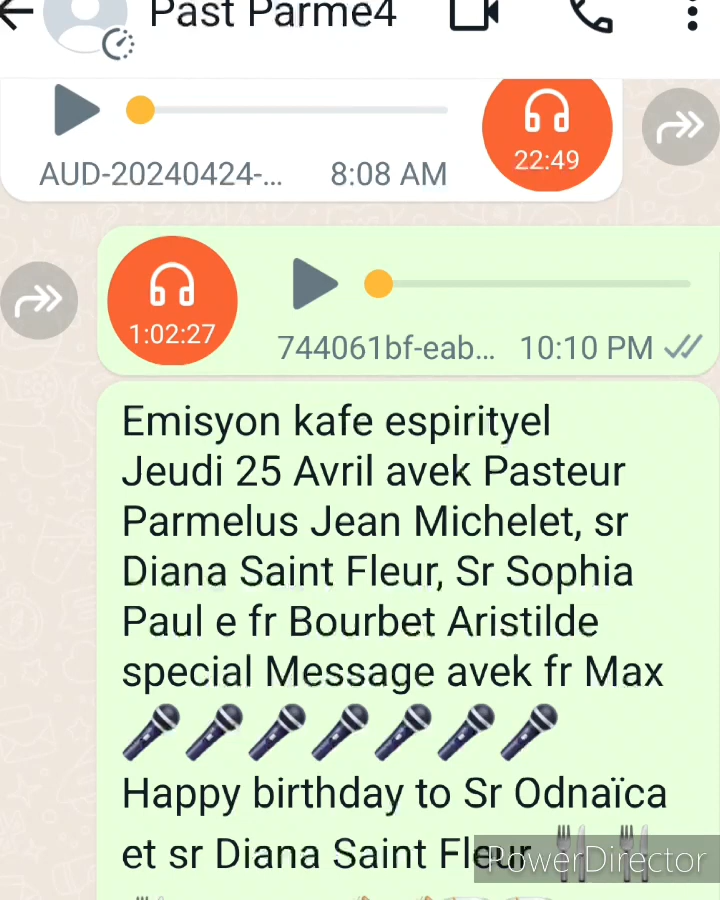 Past Parme4
22:49
AUD-20240424-... 8:08 AM
1:02:27
744061bf-eab... 10:10 PM
Emisyon kafe espirityel
Jeudi 25 Avril avek Pasteur
Parmelus Jean Michelet, sr
Diana Saint Fleur, Sr Sophia
Paul e fr Bourbet Aristilde
special Message avek fr Max
Happy birthday to Sr Odnaïca
et sr Diana Saint Fleur
PowerDirector